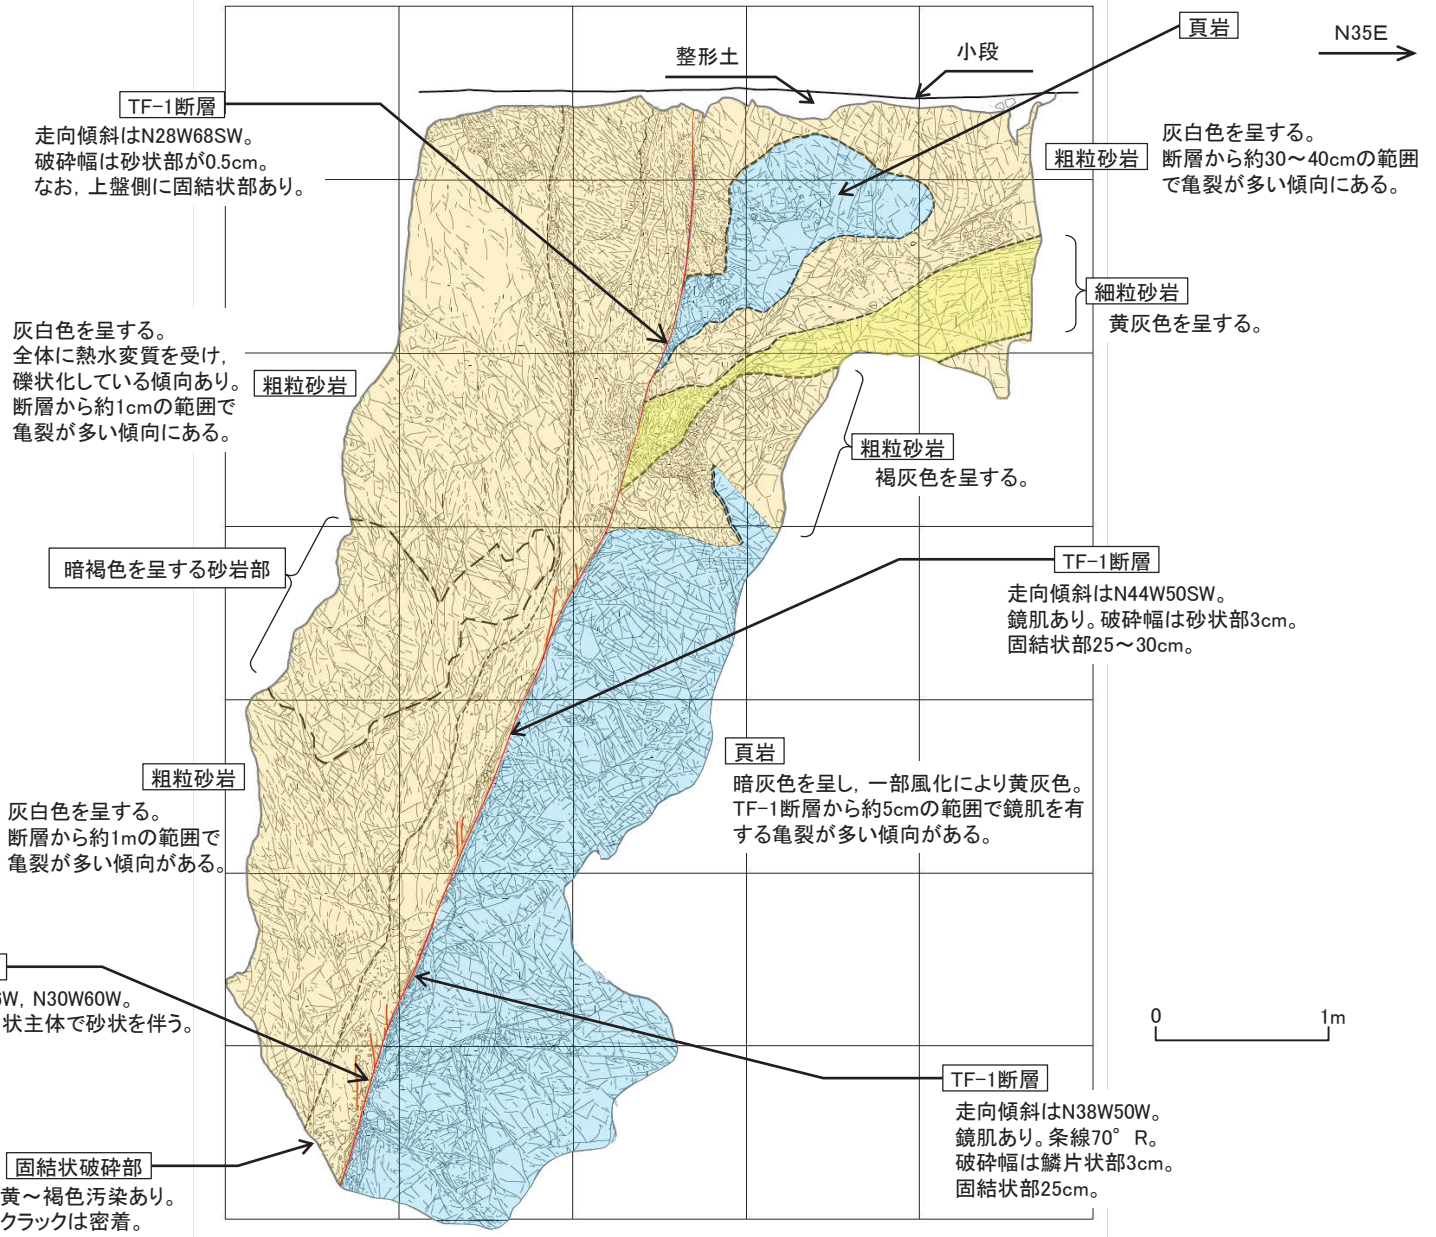 頁岩
N35E
整形土
小段
TF-1断層
走向傾斜はN28W68SW。
破砕幅は砂状部が0.5cm。
なお，上盤側に固結状部あり。
粗粒砂岩
灰白色を呈する。
断層から約30～40cmの範囲
で亀裂が多い傾向にある。
細粒砂岩
黄灰色を呈する。
灰白色を呈する。
全体に熱水変質を受け，
礫状化している傾向あり。
断層から約1cmの範囲で
亀裂が多い傾向にある。
粗粒砂岩
粗粒砂岩
褐灰色を呈する。
暗褐色を呈する砂岩部
TF-1断層
走向傾斜はN44W50SW。
鏡肌あり。破砕幅は砂状部3cm。
固結状部25～30cm。
粗粒砂岩
灰白色を呈する。
断層から約1mの範囲で
亀裂が多い傾向がある。
頁岩
暗灰色を呈し，一部風化により黄灰色。
TF-1断層から約5cmの範囲で鏡肌を有
する亀裂が多い傾向がある。
W，N30W60W。
状主体で砂状を伴う。
0 1m
TF-1断層
走向傾斜はN38W50W。
鏡肌あり。条線70°R。
破砕幅は鱗片状部3cm。
固結状部25cm。
固結状破砕部
黄～褐色汚染あり。
クラックは密着。